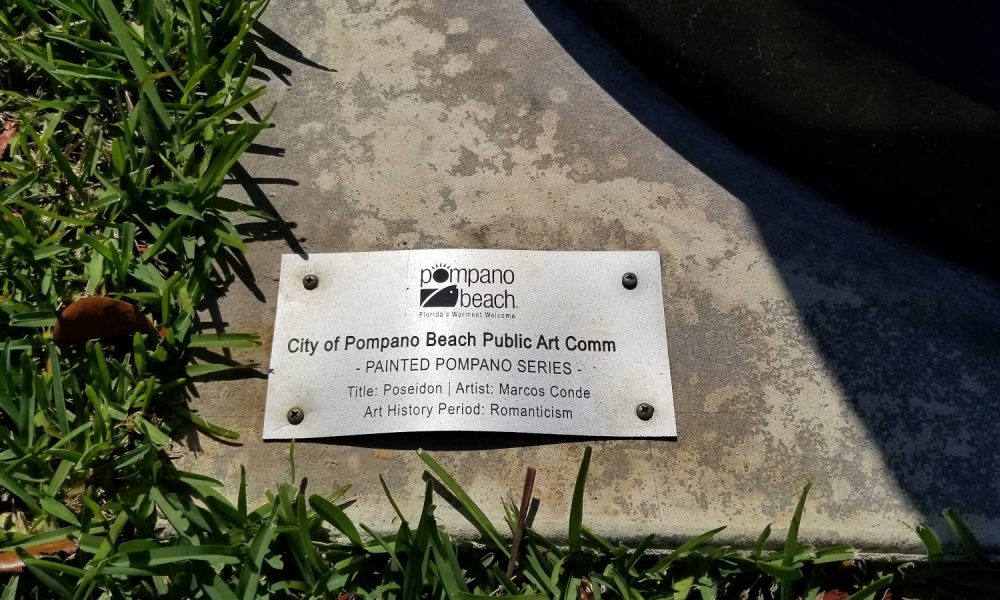 pompano
beach
Florida's Warmest Welcome
City of Pompano Beach Public Art Comm
- PAINTED POMPANO SERIES -
Title: Poseidon | Artist: Marcos Conde
Art History Period: Romanticism